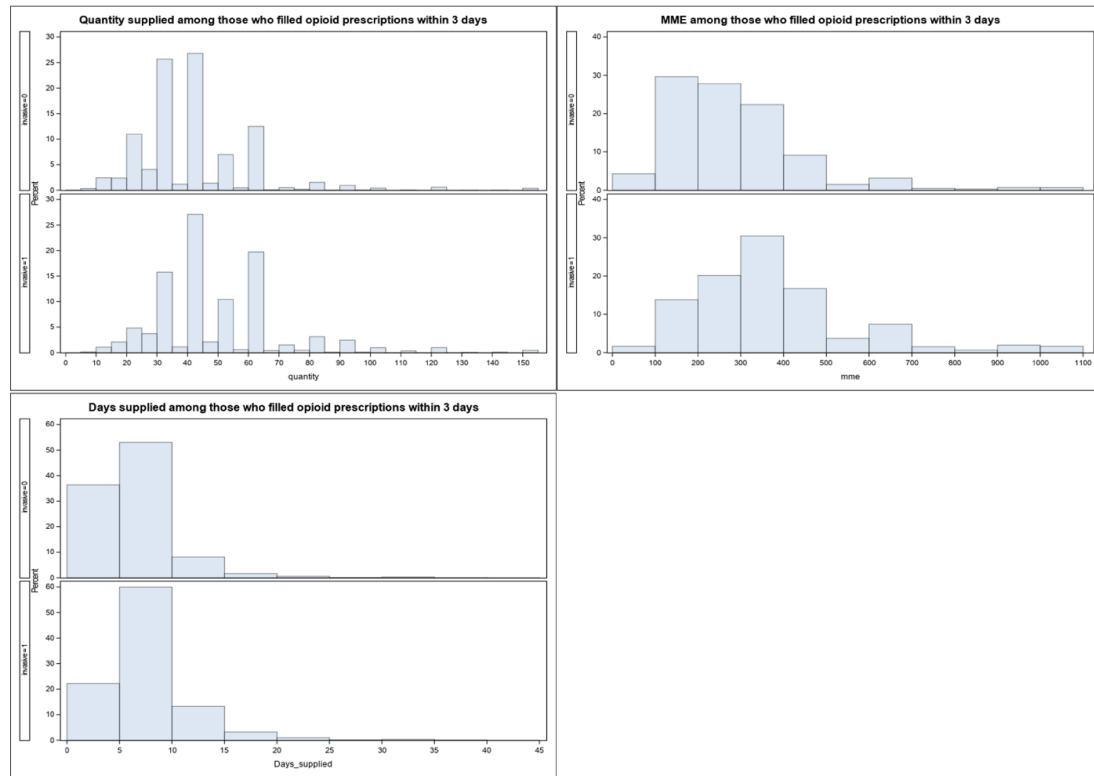 Quantity supplied among those who filled opioid prescriptions within 3 days
30
25
20
15
10
5
0
invasive=0
Percent
30
25
20
15
10
5
0
invasive=1
0 10 20 30 40 50 60 70 80 90 100 110 120 130 140 150
quantity
MME among those who filled opioid prescriptions within 3 days
40
30
20
10
0
invasive=0
Percent
40
30
20
10
0
invasive=1
0 100 200 300 400 500 600 700 800 900 1000 1100
mme
Days supplied among those who filled opioid prescriptions within 3 days
60
50
40
30
20
10
0
invasive=0
Percent
60
50
40
30
20
10
0
invasive=1
0 5 10 15 20 25 30 35 40 45
Days_supplied